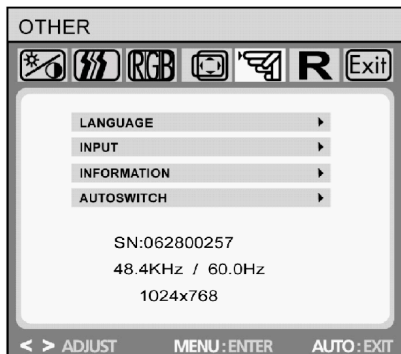 OTHER
RGB R Exit
LANGUAGE
INPUT
INFORMATION
AUTOSWITCH
SN:062800257
48.4KHz / 60.0Hz
1024x768
< > ADJUST MENU:ENTER AUTO:EXIT